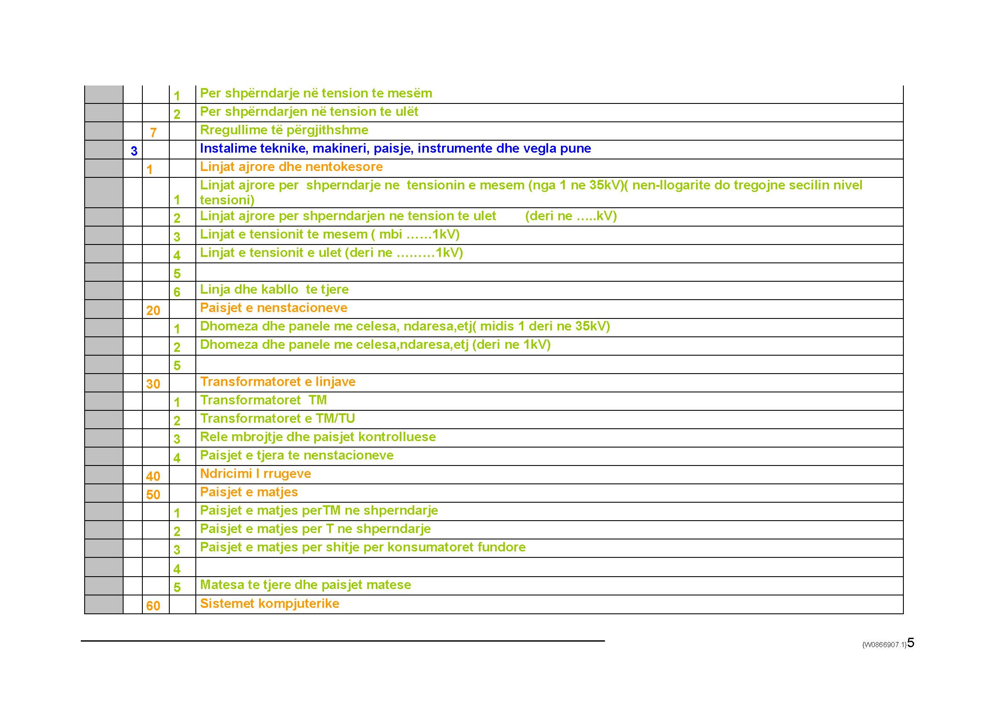 1 Per shpërndarje në tension te mesëm
2 Per shpërndarjen në tension te ulët
7 Rregullime të përgjithshme
3 Instalime teknike, makineri, paisje, instrumente dhe vegla pune
1 Linjat ajrore dhe nentokesore
Linjat ajrore per shperndarje ne tensionin e mesem (nga 1 ne 35kV)( nen-llogarite do tregojne secilin nivel
1 tensioni)
2 Linjat ajrore per shperndarjen ne tension te ulet (deri ne …..kV)
3 Linjat e tensionit te mesem ( mbi ……1kV)
4 Linjat e tensionit e ulet (deri ne ………1kV)
5
6 Linja dhe kabllo te tjere
20 Paisjet e nenstacioneve
1 Dhomeza dhe panele me celesa, ndaresa,etj( midis 1 deri ne 35kV)
2 Dhomeza dhe panele me celesa,ndaresa,etj (deri ne 1kV)
5
30 Transformatoret e linjave
1 Transformatoret TM
2 Transformatoret e TM/TU
3 Rele mbrojtje dhe paisjet kontrolluese
4 Paisjet e tjera te nenstacioneve
40 Ndricimi I rrugeve
50 Paisjet e matjes
1 Paisjet e matjes perTM ne shperndarje
2 Paisjet e matjes per T ne shperndarje
3 Paisjet e matjes per shitje per konsumatoret fundore
4
5 Matesa te tjere dhe paisjet matese
60 Sistemet kompjuterike
{W0866907.1}5